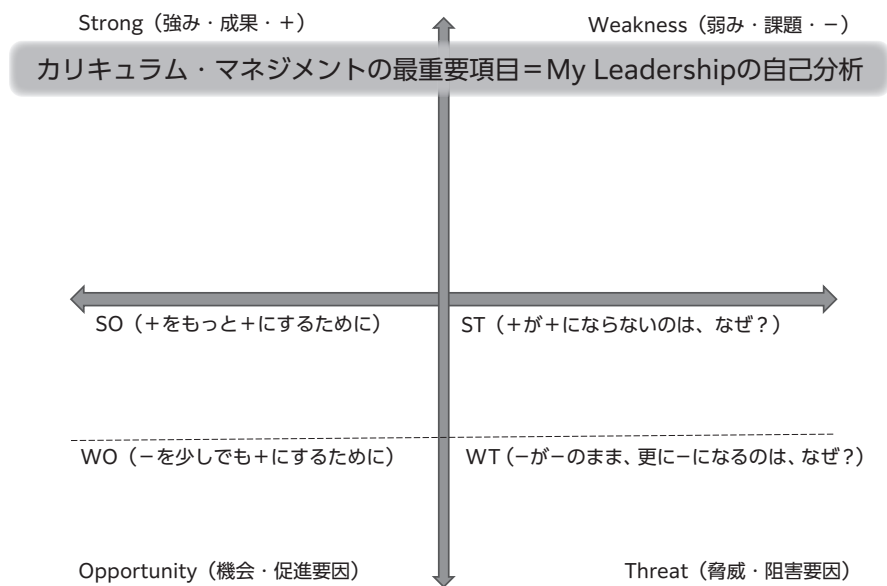 Strong（強み・成果・＋）
Weakness（弱み・課題・－）
カリキュラム・マネジメントの最重要項目＝My Leadershipの自己分析
SO（＋をもっと＋にするために）
ST（＋が＋にならないのは、なぜ？）
WO（－を少しでも＋にするために）
WT（－が－のまま、更に－になるのは、なぜ？）
Opportunity（機会・促進要因）
Threat（脅威・阻害要因）